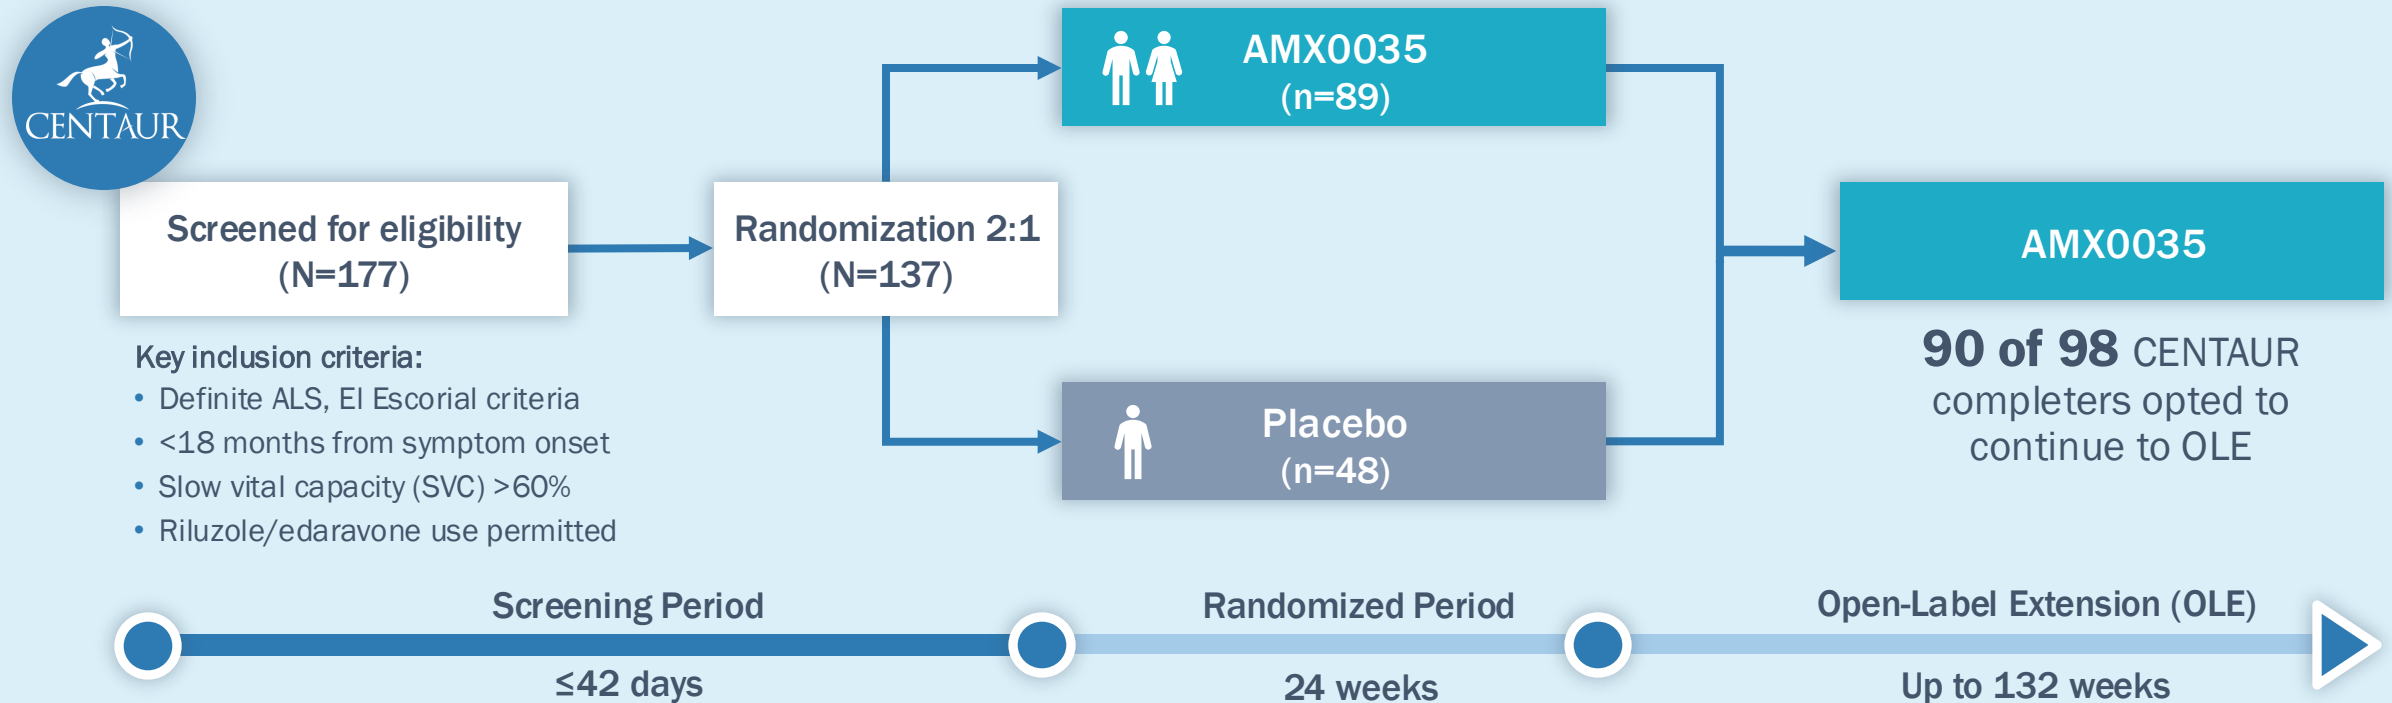 CENTAUR
Screened for eligibility
(N=177)
Key inclusion criteria:
• Definite ALS, El Escorial criteria
• <18 months from symptom onset
• Slow vital capacity (SVC) >60%
• Riluzole/edaravone use permitted
Randomization 2:1
(N=137)
AMX0035
(n=89)
Placebo
(n=48)
AMX0035
90 of 98 CENTAUR
completers opted to
continue to OLE
Screening Period
≤42 days
Randomized Period
24 weeks
Open-Label Extension (OLE)
Up to 132 weeks